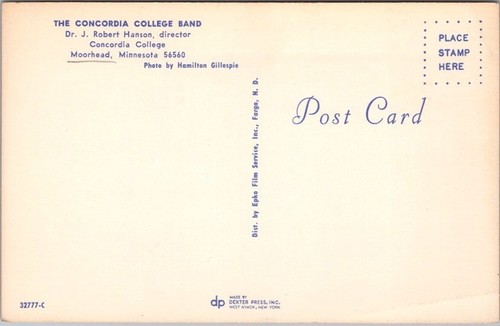 THE CONCORDIA COLLEGE BAND
Dr. J. Robert Hanson, director
Concordia College
Moorhead, Minnesota 56560
Photo by Hamilton Gillespie
PLACE
STAMP
HERE
Post Card
Dist. by Epko Film Service, Inc., Fargo, N. D.
32777-C
dp
MADE BY
DEXTER PRESS, INC.
WEST NYACK, NEW YORK